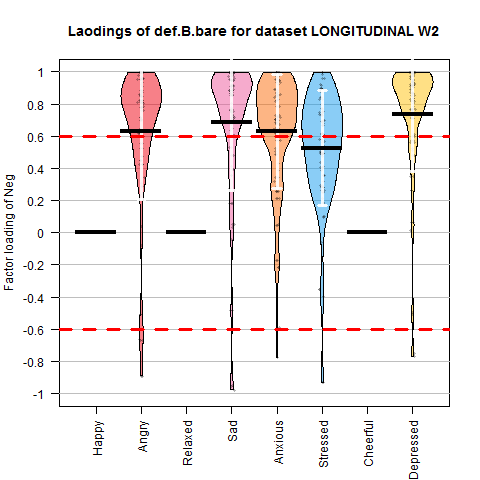 Laodings of def.B.bare for dataset LONGITUDINAL W2
Factor loading of Neg
1
0.8
0.6
0.4
0.2
0
-0.2
-0.4
-0.6
-0.8
-1
Happy
Angry
Relaxed
Sad
Anxious
Stressed
Cheerful
Depressed